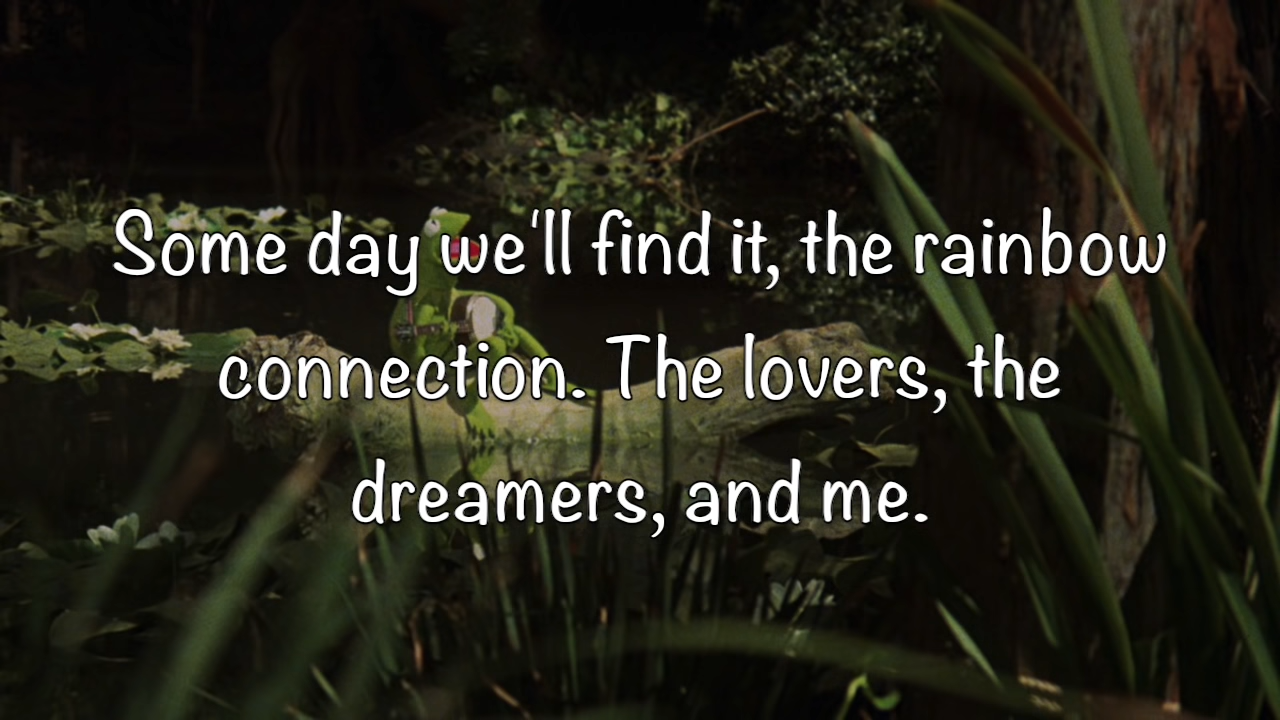 Some day we'll find it, the rainbow
connection. The lovers, the
dreamers, and me.